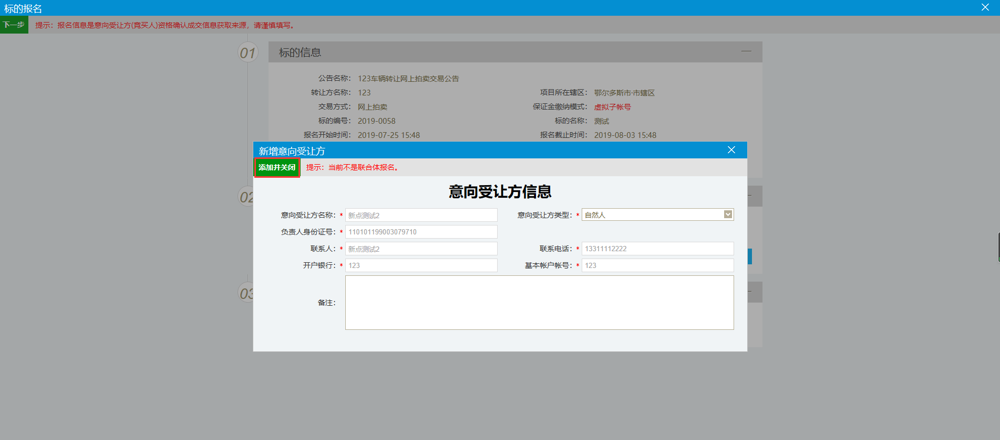 标的报名
下一步 提示：报名信息是意向受让方(竞买人)资格确认成交信息获取来源，请谨慎填写。
01 标的信息
公告名称： 123车辆转让网上拍卖交易公告
转让方名称： 123 项目所在辖区： 鄂尔多斯市·市辖区
交易方式： 网上拍卖 保证金缴纳模式： 虚拟子帐号
标的编号： 2019-0058 标的名称： 测试
报名开始时间： 2019-07-25 15:48 报名截止时间： 2019-08-03 15:48
新增意向受让方
添加并关闭 提示：当前不是联合体报名。
意向受让方信息
02
意向受让方名称：* 新点测试2 意向受让方类型：* 自然人
负责人身份证号：* 110101199003079710
联系人：* 新点测试2 联系电话：* 13311112222
开户银行：* 123 基本帐户帐号：* 123
03
备注：